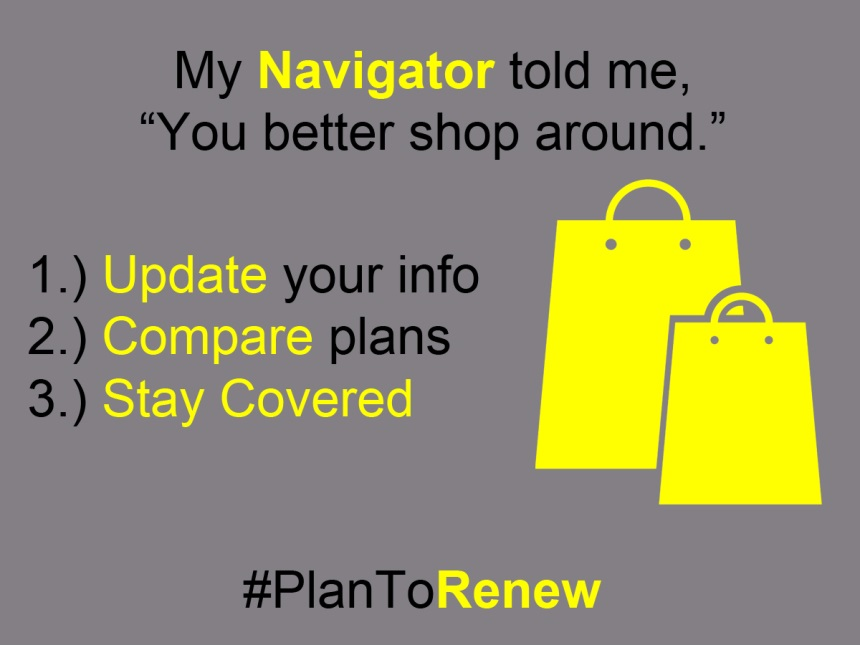 My Navigator told me,
“You better shop around.”
1.) Update your info
2.) Compare plans
3.) Stay Covered
#PlanToRenew